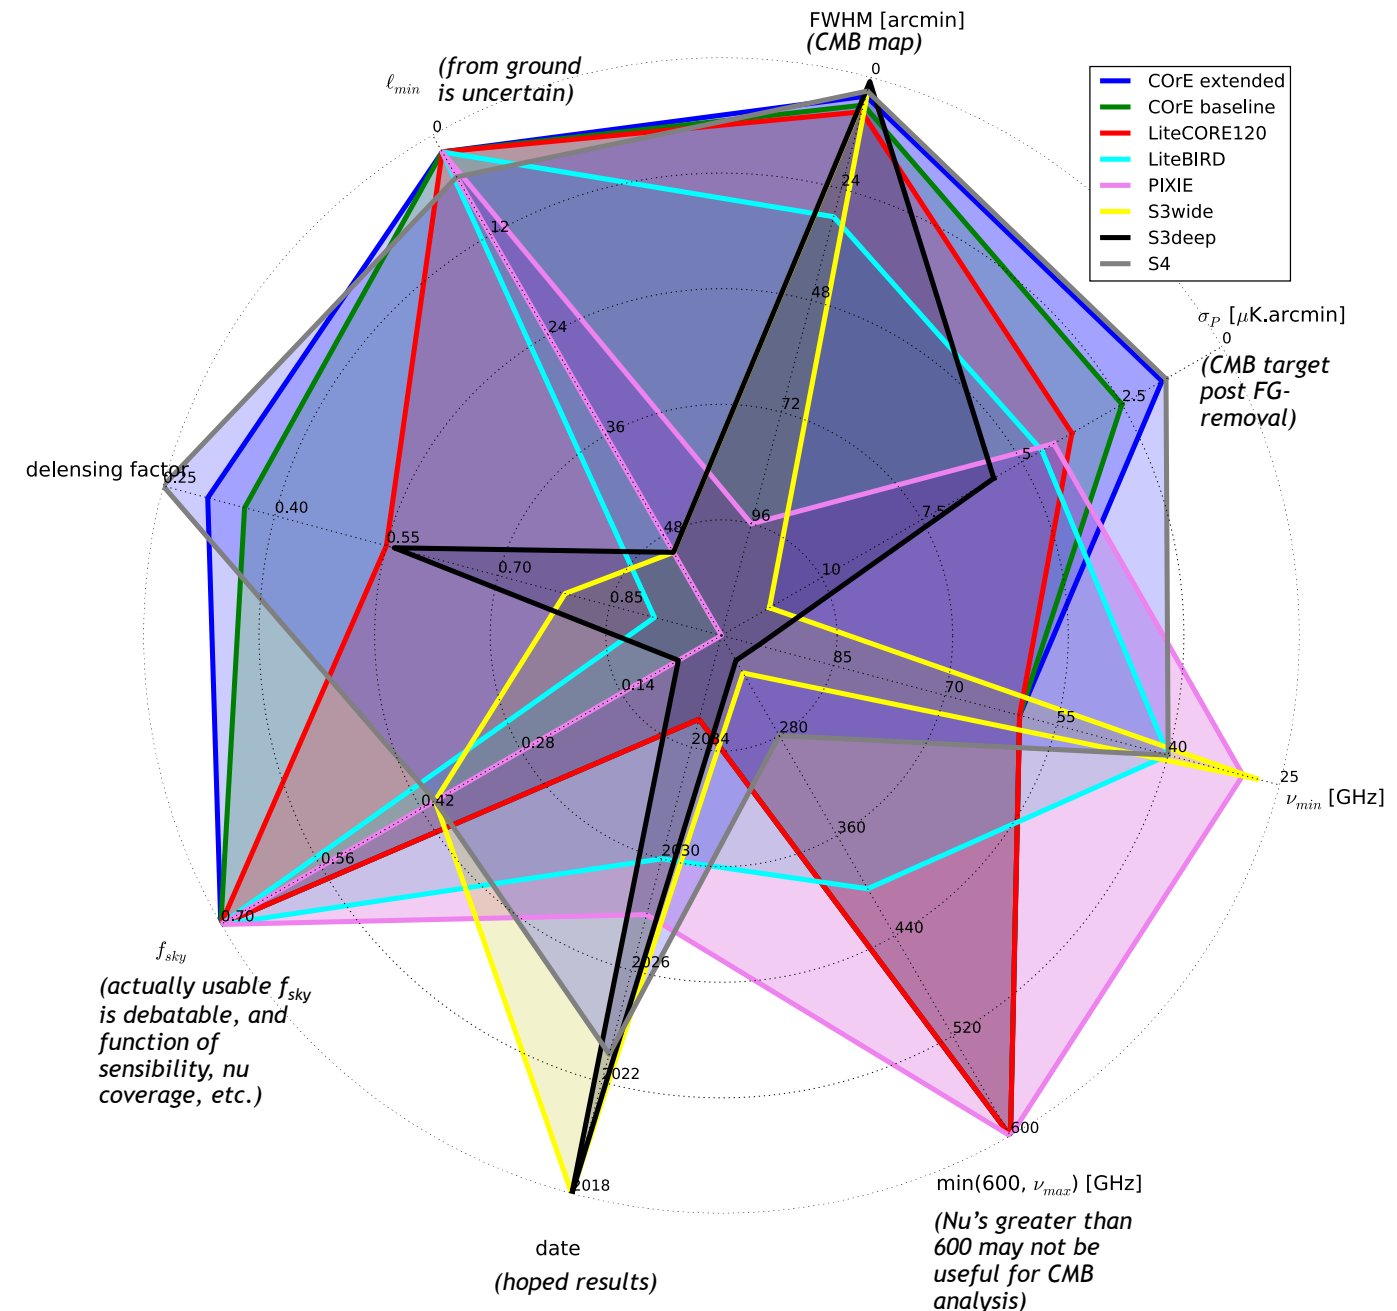 FWHM [arcmin]
(CMB map)
0
24
48
72
96
ℓmin
(from ground
is uncertain)
0
12
24
36
48
COrE extended
COrE baseline
LiteCORE120
LiteBIRD
PIXIE
S3wide
S3deep
S4
σP [μK.arcmin]
0
(CMB target
post FG-
removal)
2.5
5
7.5
10
delensing factor
0.25
0.40
0.55
0.70
0.85
85
70
55
40
25
νmin [GHz]
0.14
0.28
0.42
0.56
0.70
fsky
(actually usable fsky
is debatable, and
function of
sensibility, nu
coverage, etc.)
2034
2030
2026
2022
2018
date
(hoped results)
280
360
440
520
600
min(600, νmax) [GHz]
(Nu's greater than
600 may not be
useful for CMB
analysis)